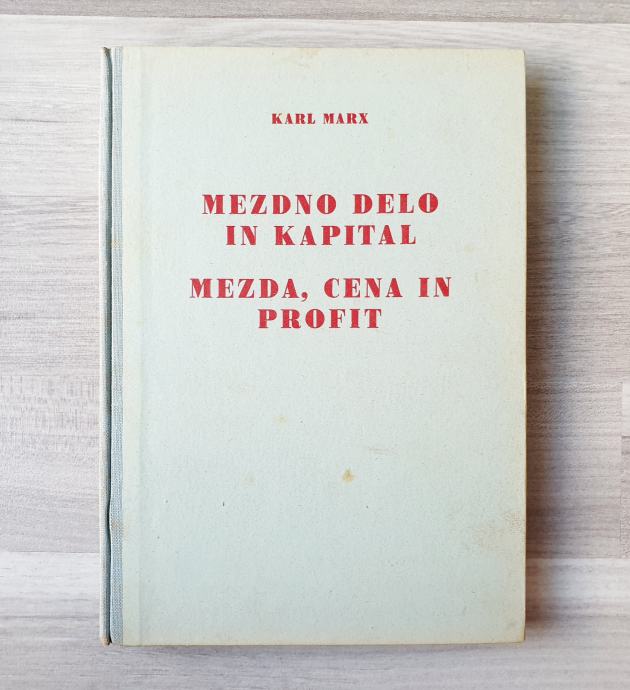 KARL MARX
MEZDNO DELO
IN KAPITAL
MEZDA, CENA IN
PROFIT